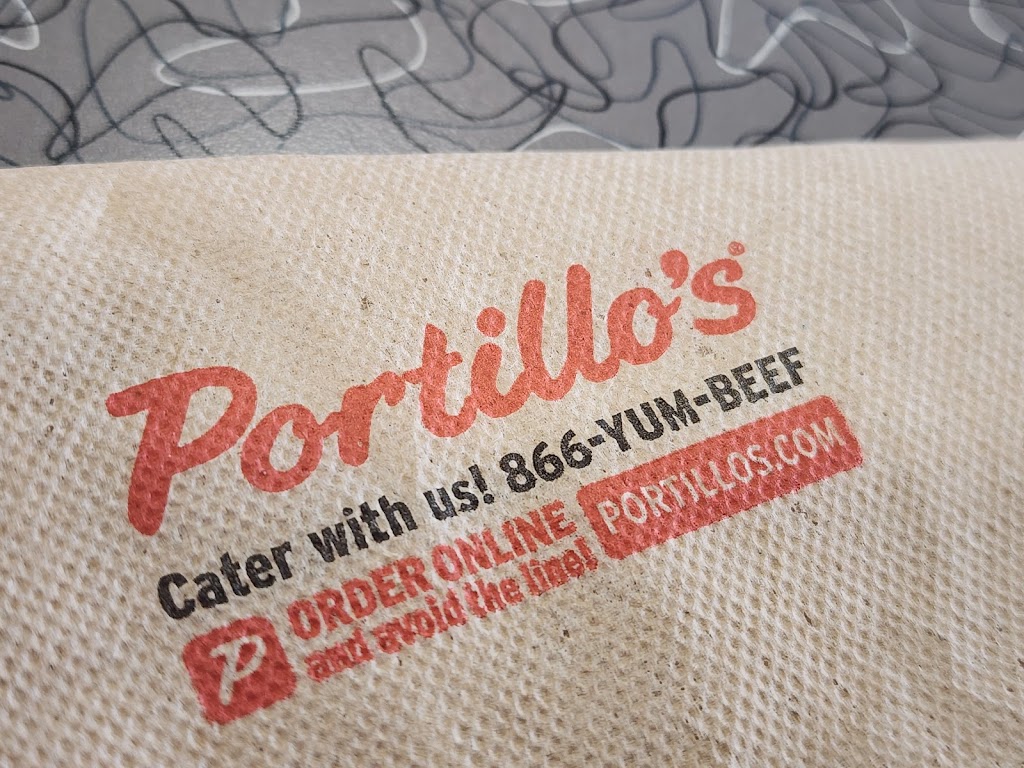 Portillo's®
Cater with us! 866-YUM-BEEF
P ORDER ONLINE PORTILLOS.COM
and avoid the line!